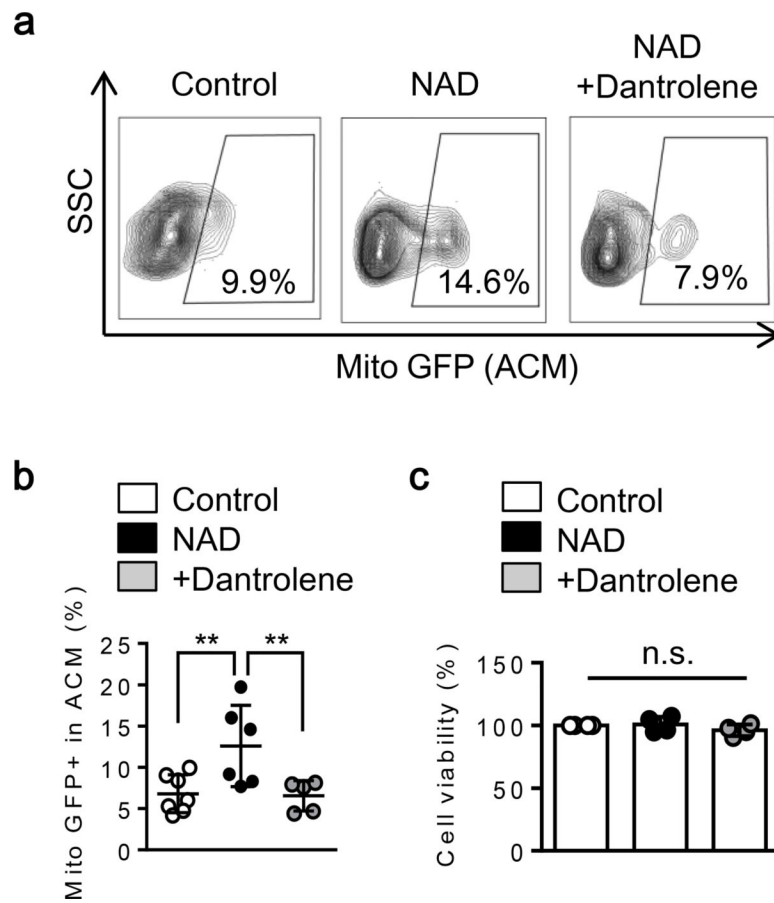 a
Control
NAD
NAD
+Dantrolene
SSC
9.9%
14.6%
7.9%
Mito GFP (ACM)
b
Control
NAD
+Dantrolene
Mito GFP+ in ACM (%)
25
20
15
10
5
0
**
**
c
Control
NAD
+Dantrolene
Cell viability (%)
150
100
50
0
n.s.